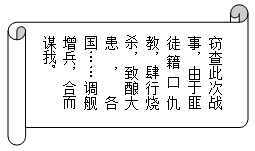 窃查此次战
事，由于匪
徒籍口仇
教，肆行烧
杀，致酿大
患，各
国……调舰
增兵，合而
谋我。